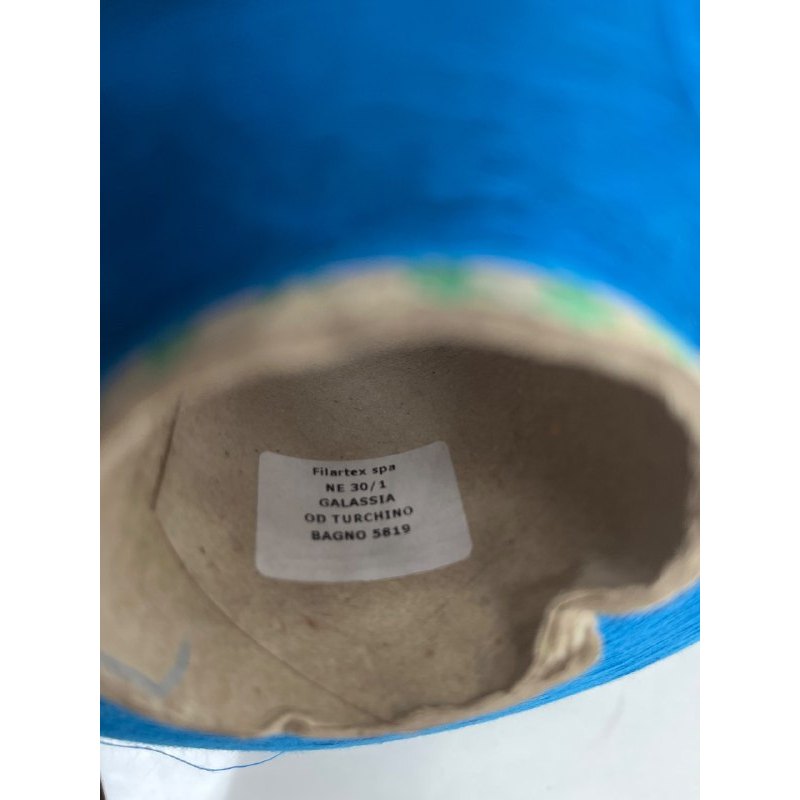 Filartex spa
NE 30/1
GALASSIA
OD TURCHINO
BAGNO 5819